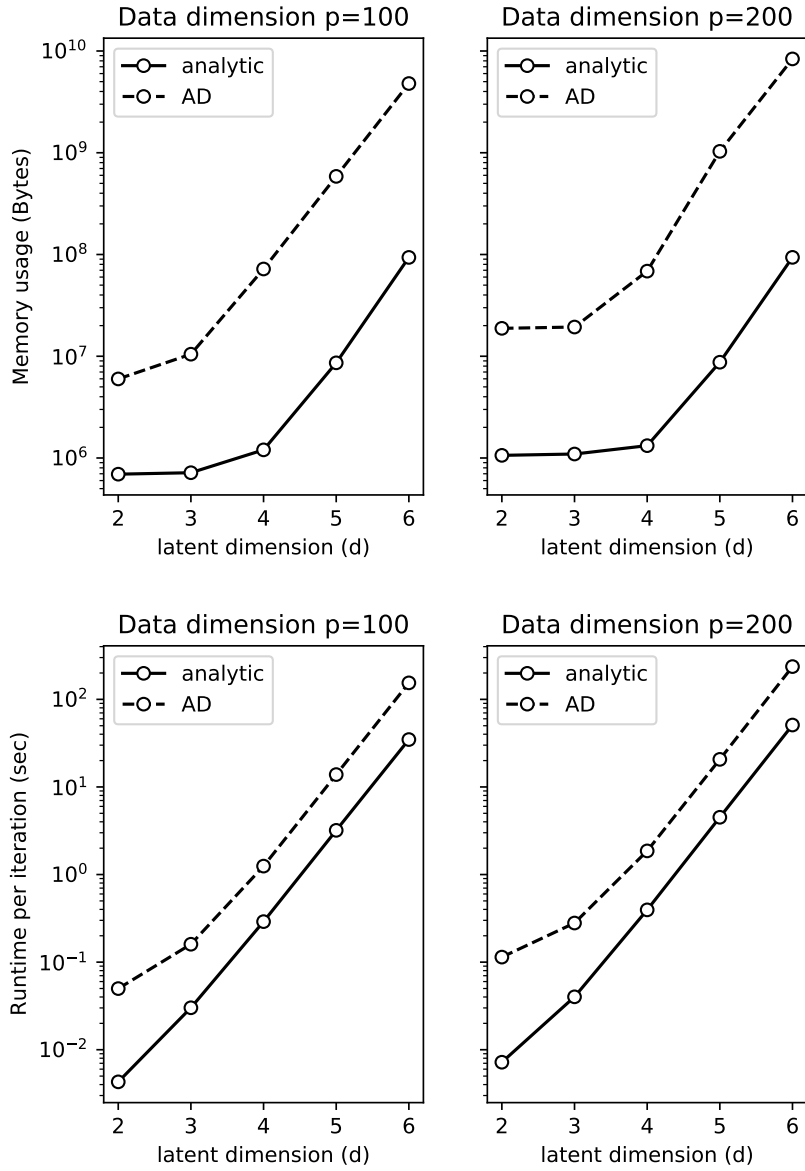 Data dimension p=100
Data dimension p=200
analytic
AD
analytic
AD
Memory usage (Bytes)
10^10
10^9
10^8
10^7
10^6
2 3 4 5 6
2 3 4 5 6
latent dimension (d)
latent dimension (d)
Data dimension p=100
Data dimension p=200
analytic
AD
analytic
AD
Runtime per iteration (sec)
10^2
10^1
10^0
10^−1
10^−2
2 3 4 5 6
2 3 4 5 6
latent dimension (d)
latent dimension (d)